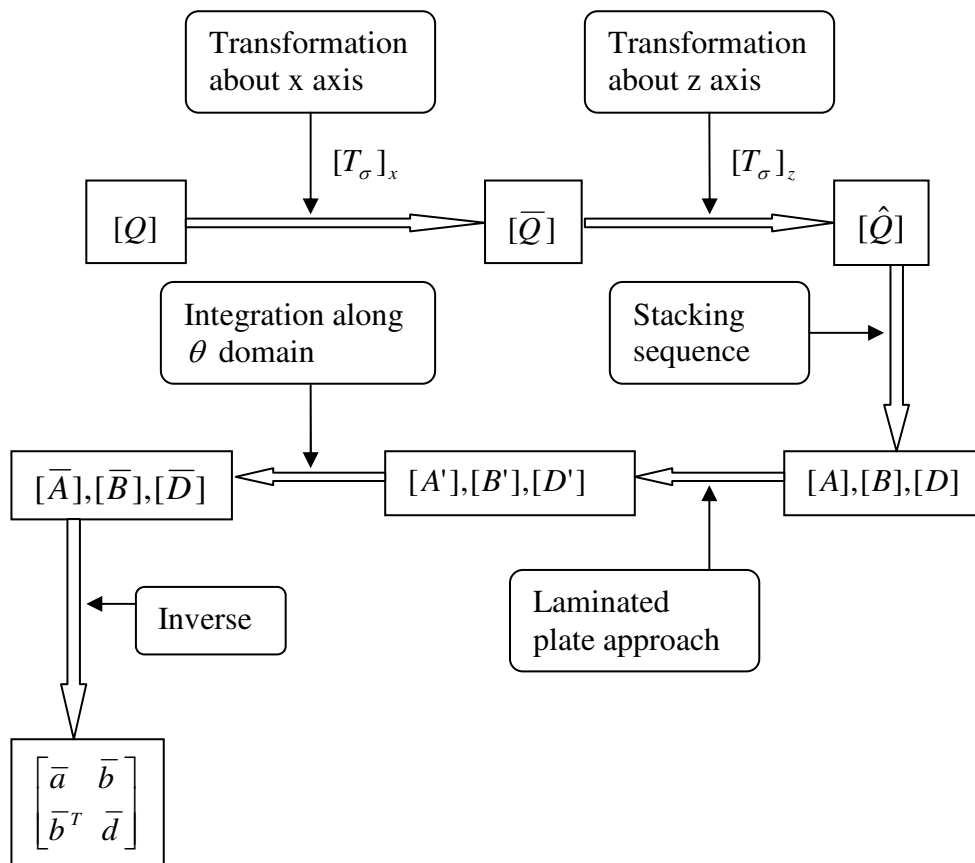 Transformation
about x axis
Transformation
about z axis
[T_σ]_x
[T_σ]_z
[Q]
[Q̅]
[Q̂]
Integration along
θ domain
Stacking
sequence
[A̅],[B̅],[D̅]
[A'],[B'],[D']
[A],[B],[D]
Inverse
Laminated
plate approach
a̅ b̅
b̅^T d̅